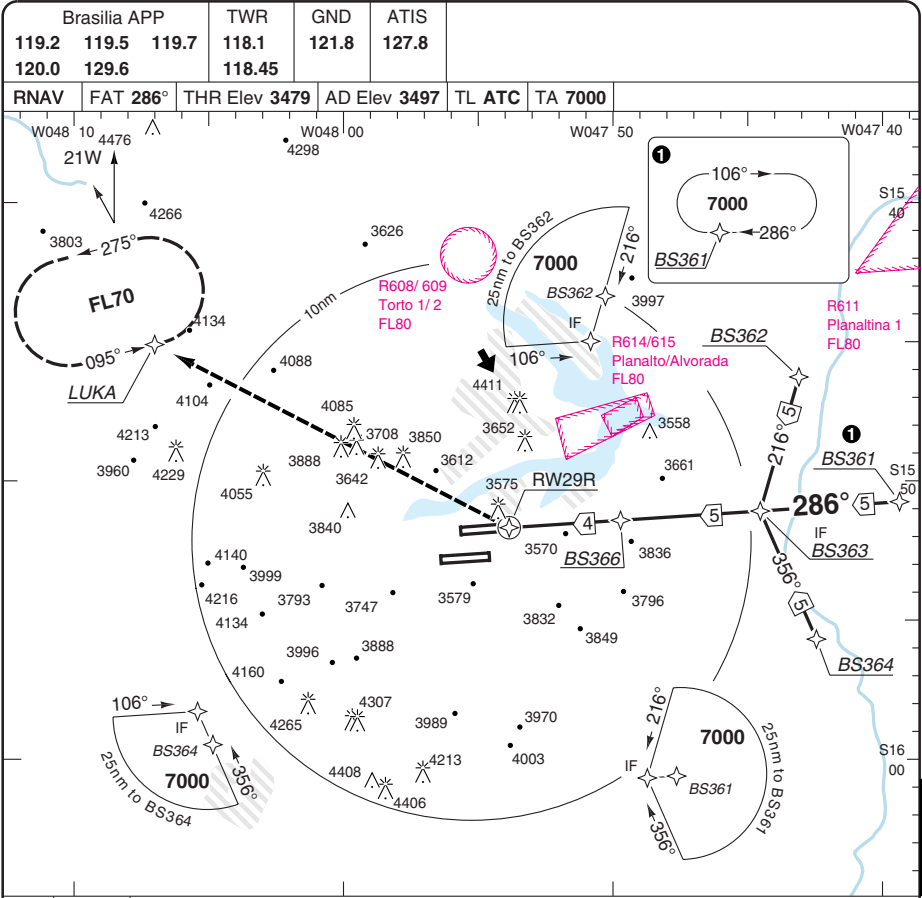 Brasilia APP TWR GND ATIS
119.2 119.5 119.7 118.1 121.8 127.8
120.0 129.6 118.45
RNAV FAT 286° THR Elev 3479 AD Elev 3497 TL ATC TA 7000
W048 10 W048 00 W047 50 W047 40
4476
4298
21W
1
106°
7000
286°
BS361
S15
40
4266
3803
275°
FL70
095°
LUKA
4134
3626
R608/ 609
Torto 1/ 2
FL80
10nm
25nm to BS362
7000
216°
BS362
3997
IF
106°
R614/615
Planalto/Alvorada
FL80
R611
Planaltina 1
FL80
BS362
5
216°
1
BS361
S15
50
4088
4104
4411
4085
3708
3850
3652
3558
4213
3960
4229
3888
3642
3612
3661
4055
3575
RW29R
3840
4
5
286°
5
IF
BS363
3570
BS366
3836
356°
5
BS364
4140
3999
4216
4134
3793
3747
3579
3796
3832
3849
3996
3888
4160
4265
4307
3989
3970
4003
4213
4408
4406
106°
IF
BS364
7000
356°
25nm to BS364
216°
7000
IF
BS361
356°
25nm to BS361
S16
00